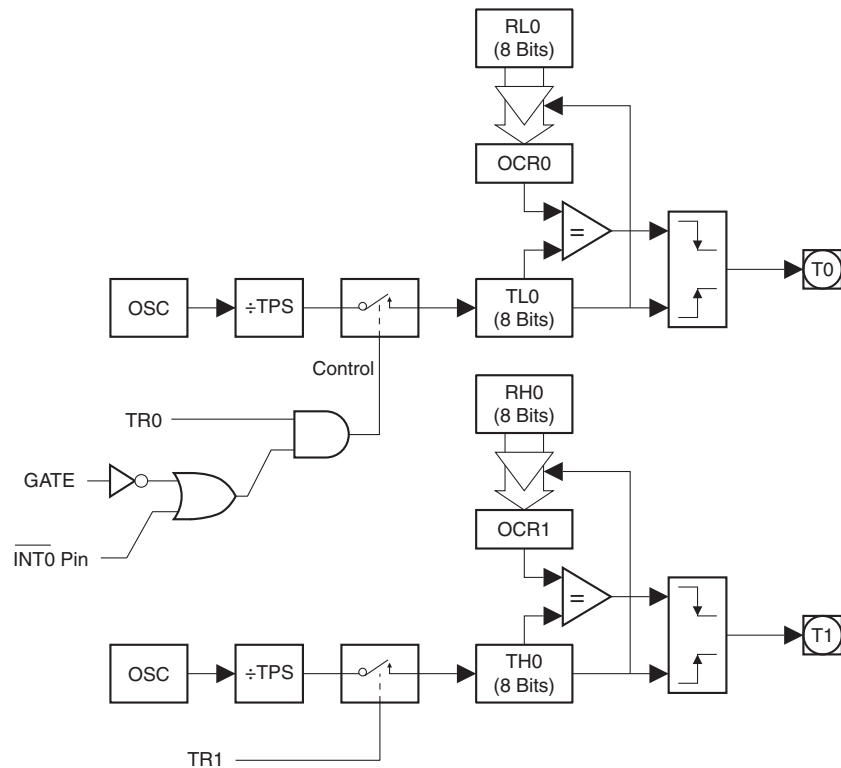 RL0
(8 Bits)
OCR0
=
OSC
÷TPS
TL0
(8 Bits)
T0
Control
TR0
GATE
INT0 Pin
RH0
(8 Bits)
OCR1
=
OSC
÷TPS
TH0
(8 Bits)
T1
TR1